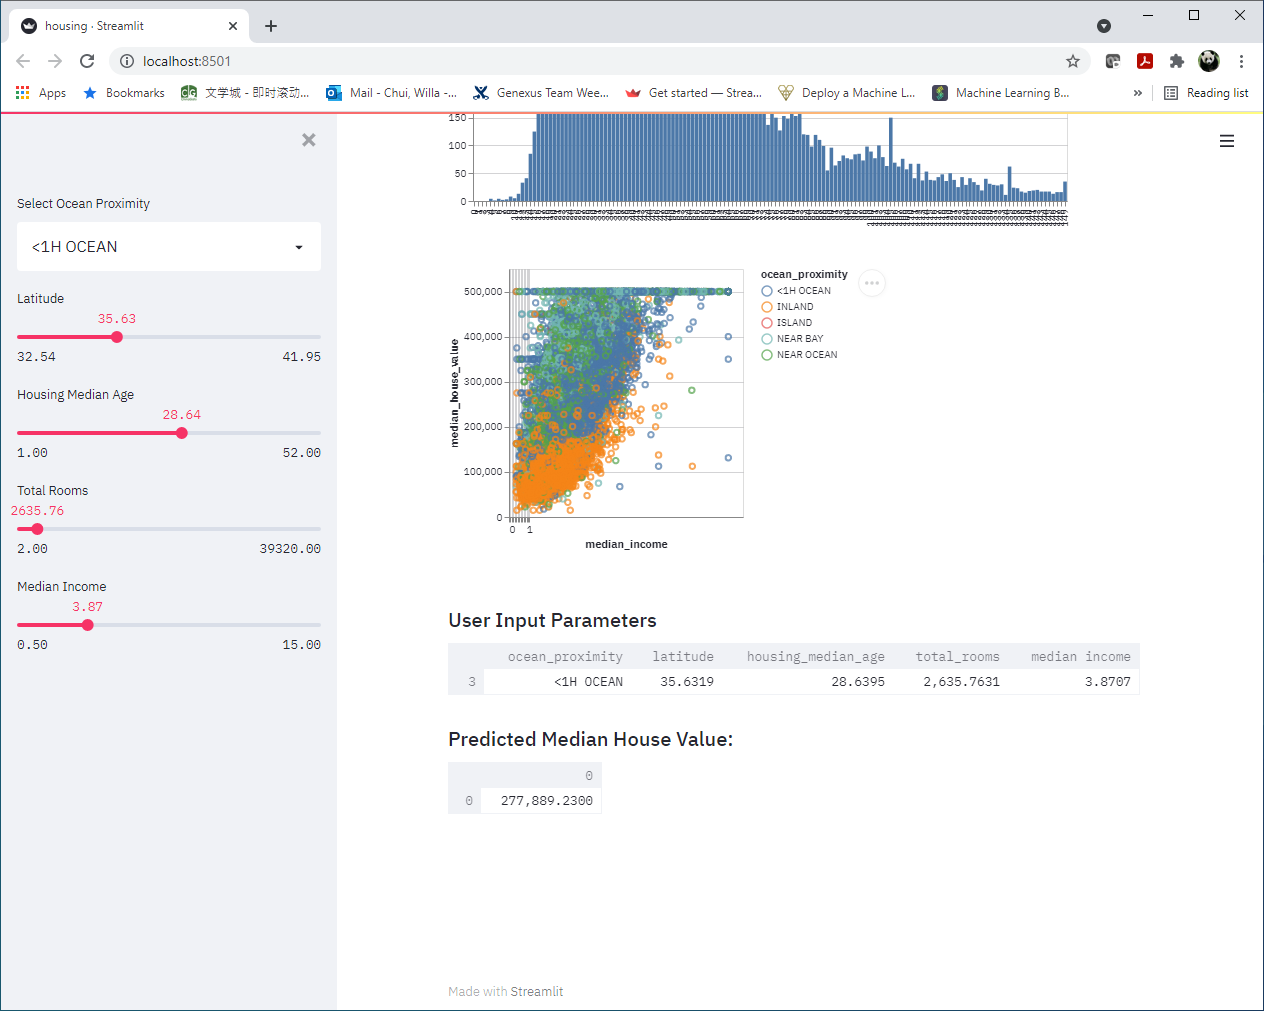 housing · Streamlit
localhost:8501
Apps
Bookmarks
文学城 - 即时滚动...
Mail - Chui, Willa -...
Genexus Team Wee...
Get started — Strea...
Deploy a Machine L...
Machine Learning B...
»
Reading list
Select Ocean Proximity
<1H OCEAN
Latitude
35.63
32.54 41.95
Housing Median Age
28.64
1.00 52.00
Total Rooms
2635.76
2.00 39320.00
Median Income
3.87
0.50 15.00
150
100
50
0
500,000
400,000
300,000
200,000
100,000
0
median_house_value
0 1
median_income
ocean_proximity
<1H OCEAN
INLAND
ISLAND
NEAR BAY
NEAR OCEAN
User Input Parameters
ocean_proximity latitude housing_median_age total_rooms median income
3 <1H OCEAN 35.6319 28.6395 2,635.7631 3.8707
Predicted Median House Value:
0
0 277,889.2300
Made with Streamlit